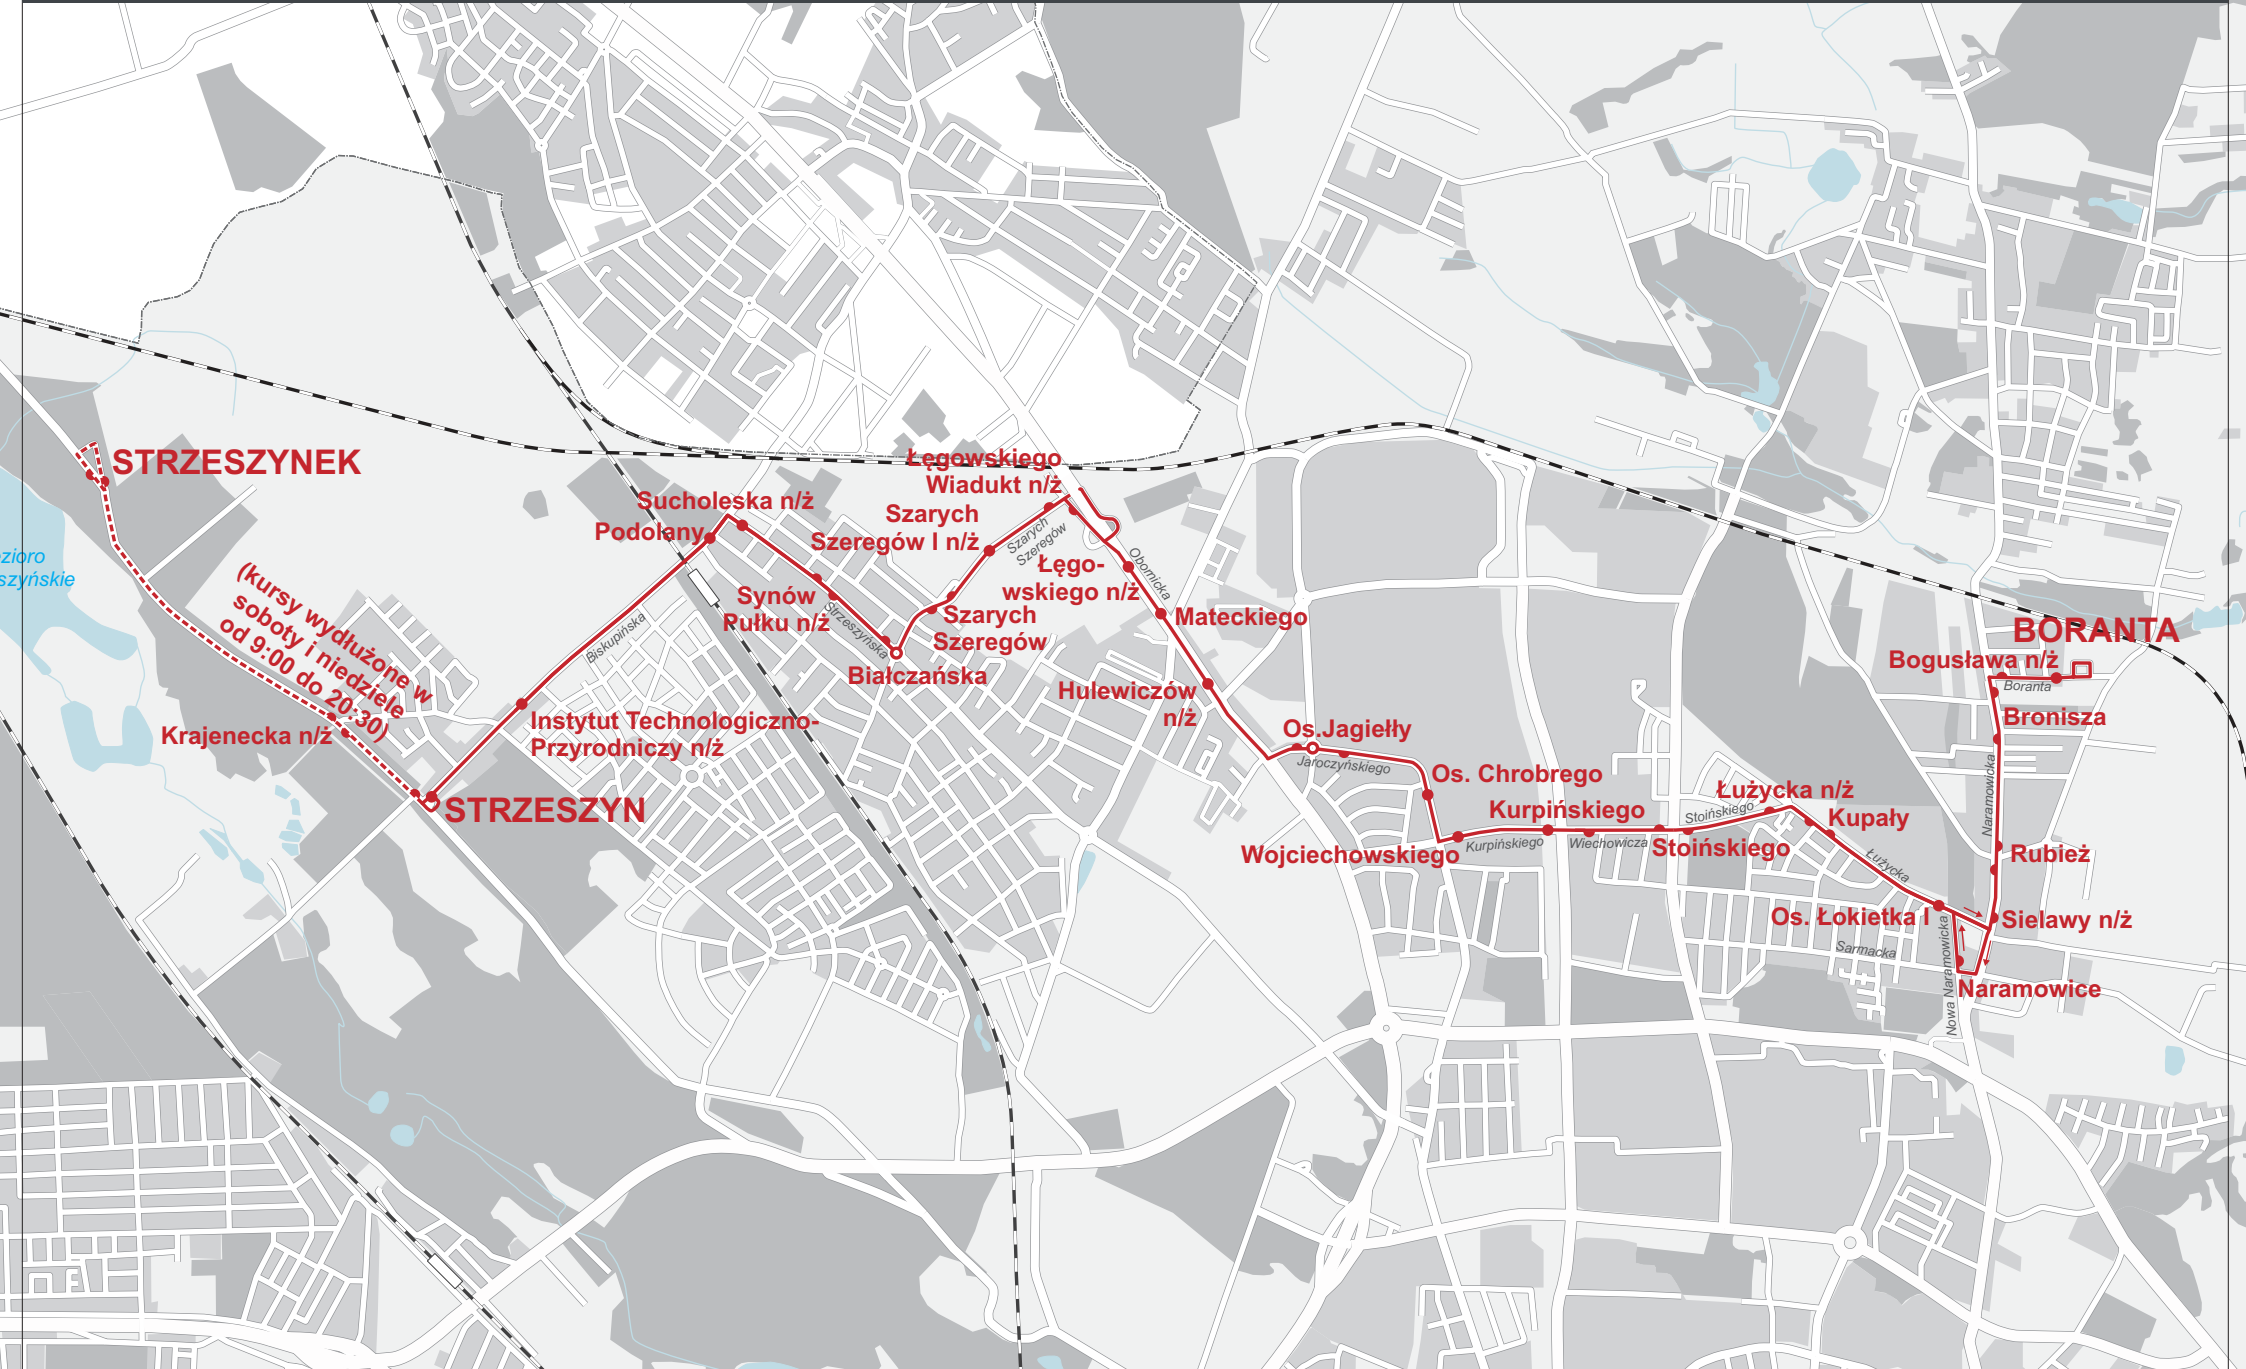 STRZESZYNEK
ezioro
szyńskie
(kursy wydłużone w
soboty i niedziele
od 9:00 do 20:30)
Krajenecka n/ż
STRZESZYN
Instytut Technologiczno-
Przyrodniczy n/ż
Biskupińska
Podolany
Sucholeska n/ż
Synów
Pułku n/ż
Strzeszyńska
Białczańska
Szarych
Szeregów
Szarych
Szeregów I n/ż
Szarych
Szeregów
Łęgowskiego
Wiadukt n/ż
Łęgo-
wskiego n/ż
Obornicka
Mateckiego
Hulewiczów
n/ż
Os.Jagiełły
Jaroczyńskiego
Os. Chrobrego
Wojciechowskiego
Kurpińskiego
Kurpińskiego
Wiechowicza
Stoińskiego
Stoińskiego
Łużycka n/ż
Kupały
Łużycka
Os. Łokietka I
Sarmacka
Nowa Naramowicka
Naramowice
Sielawy n/ż
Rubież
Naramowicka
Bronisza
Boranta
Bogusława n/ż
BORANTA